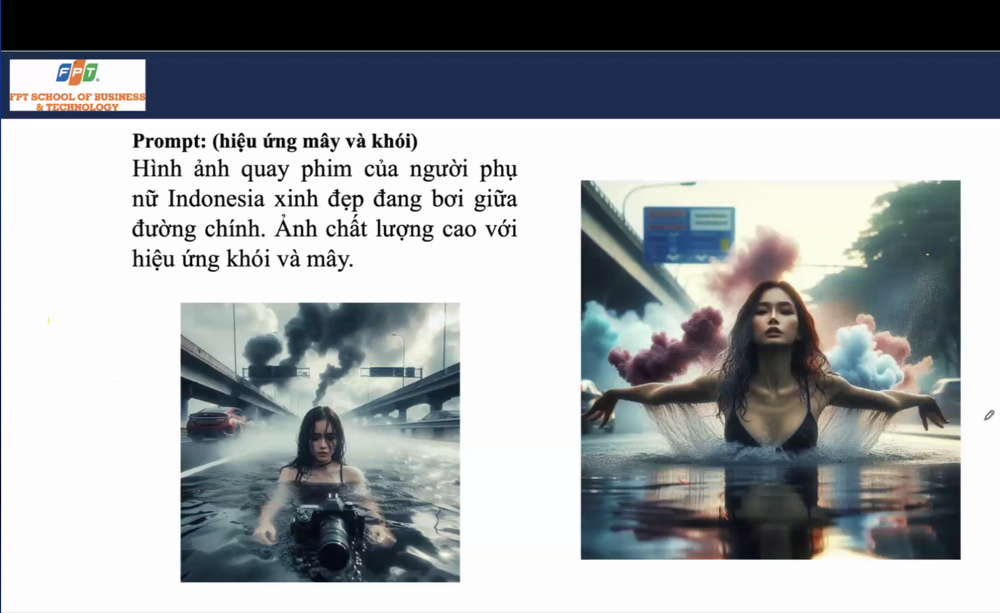 FPT
FPT SCHOOL OF BUSINESS
& TECHNOLOGY
Prompt: (hiệu ứng mây và khói)
Hình ảnh quay phim của người phụ
nữ Indonesia xinh đẹp đang bơi giữa
đường chính. Ảnh chất lượng cao với
hiệu ứng khói và mây.